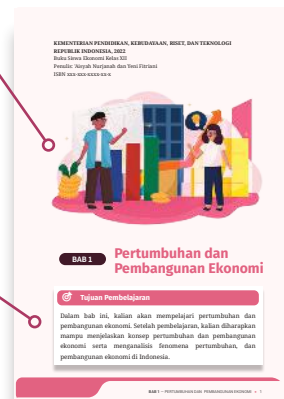 KEMENTERIAN PENDIDIKAN, KEBUDAYAAN, RISET, DAN TEKNOLOGI
REPUBLIK INDONESIA, 2022
Buku Siswa Ekonomi Kelas XII
Penulis: 'Aisyah Nurjanah dan Yeni Fitriani
ISBN xxx-xxx-xxxx-xx-x
BAB 1
Pertumbuhan dan
Pembangunan Ekonomi
Tujuan Pembelajaran
Dalam bab ini, kalian akan mempelajari pertumbuhan dan
pembangunan ekonomi. Setelah pembelajaran, kalian diharapkan
mampu menjelaskan konsep pertumbuhan dan pembangunan
ekonomi serta menganalisis fenomena pertumbuhan, dan
pembangunan ekonomi di Indonesia.
BAB 1 – PERTUMBUHAN DAN PEMBANGUNAN EKONOMI • 1